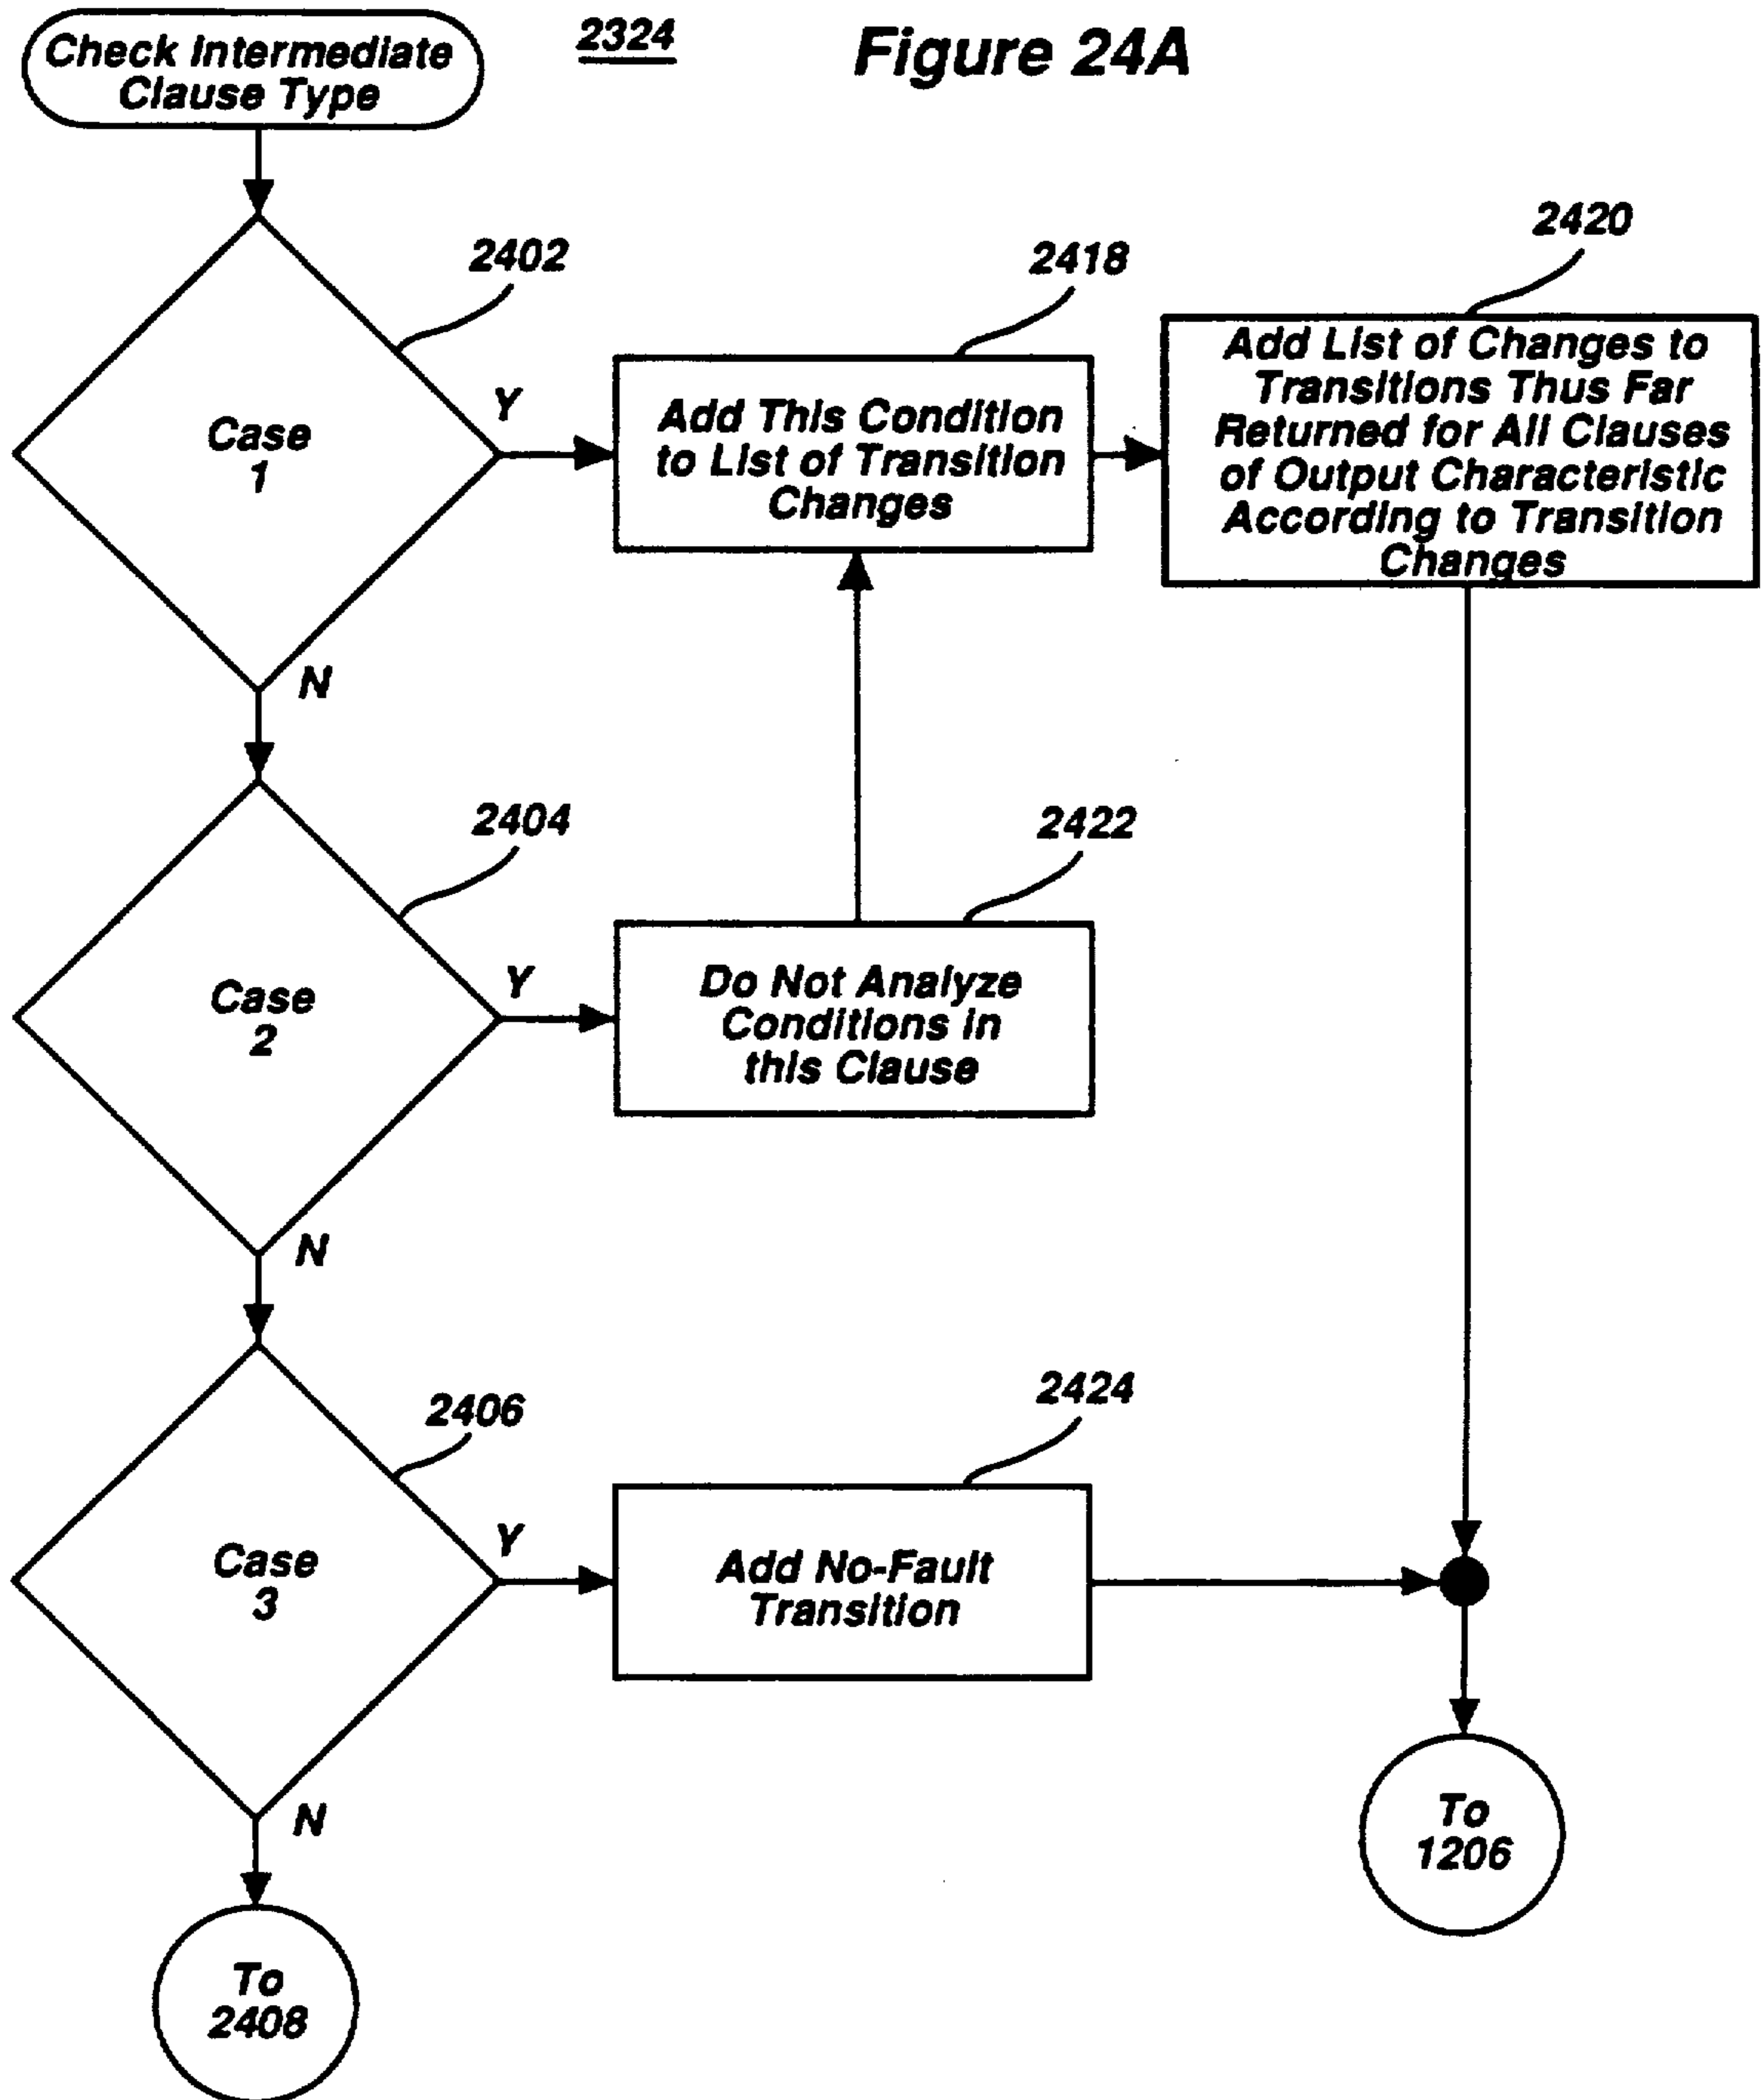 Check Intermediate
Clause Type
2324
Figure 24A
2402
2418
2420
Case
1
Y
Add This Condition
to List of Transition
Changes
Add List of Changes to
Transitions Thus Far
Returned for All Clauses
of Output Characteristic
According to Transition
Changes
N
2404
2422
Case
2
Y
Do Not Analyze
Conditions in
this Clause
N
2406
2424
Case
3
Y
Add No-Fault
Transition
N
To
1206
To
2408